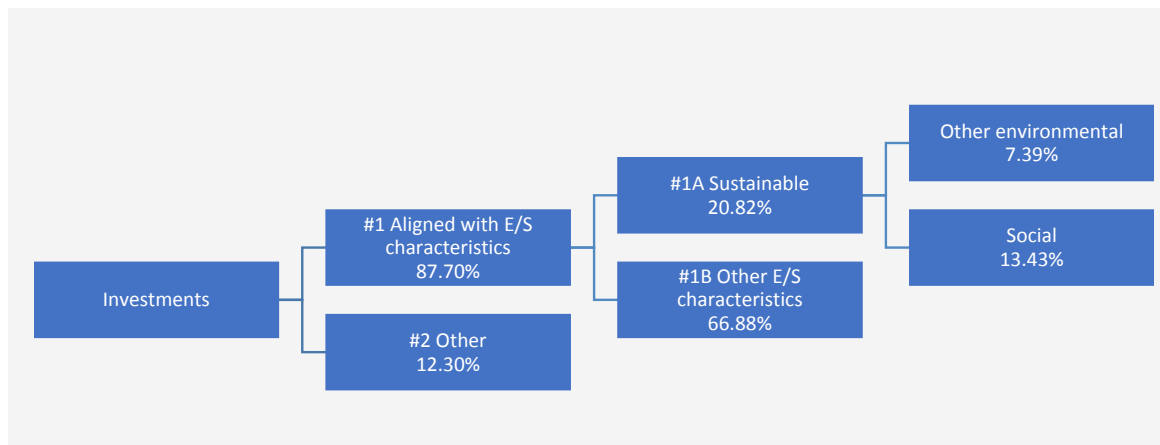 Investments
#1 Aligned with E/S
characteristics
87.70%
#2 Other
12.30%
#1A Sustainable
20.82%
#1B Other E/S
characteristics
66.88%
Other environmental
7.39%
Social
13.43%